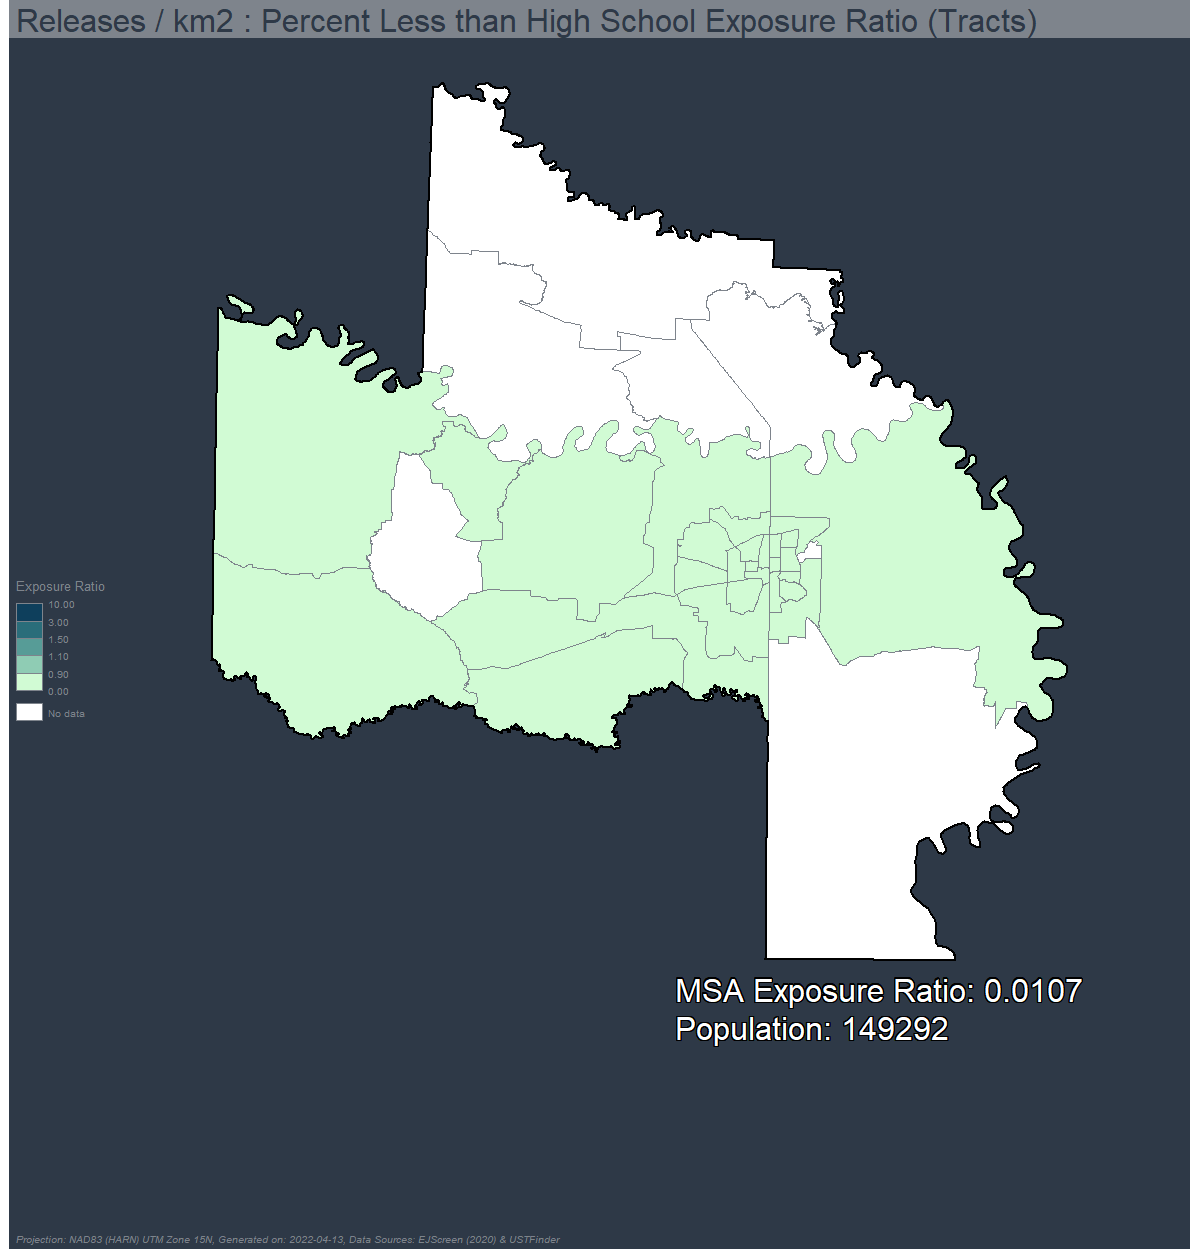 Releases / km2 : Percent Less than High School Exposure Ratio (Tracts)
Exposure Ratio
10.00
3.00
1.50
1.10
0.90
0.00
No data
MSA Exposure Ratio: 0.0107
Population: 149292
Projection: NAD83 (HARN) UTM Zone 15N, Generated on: 2022-04-13, Data Sources: EJScreen (2020) & USTFinder